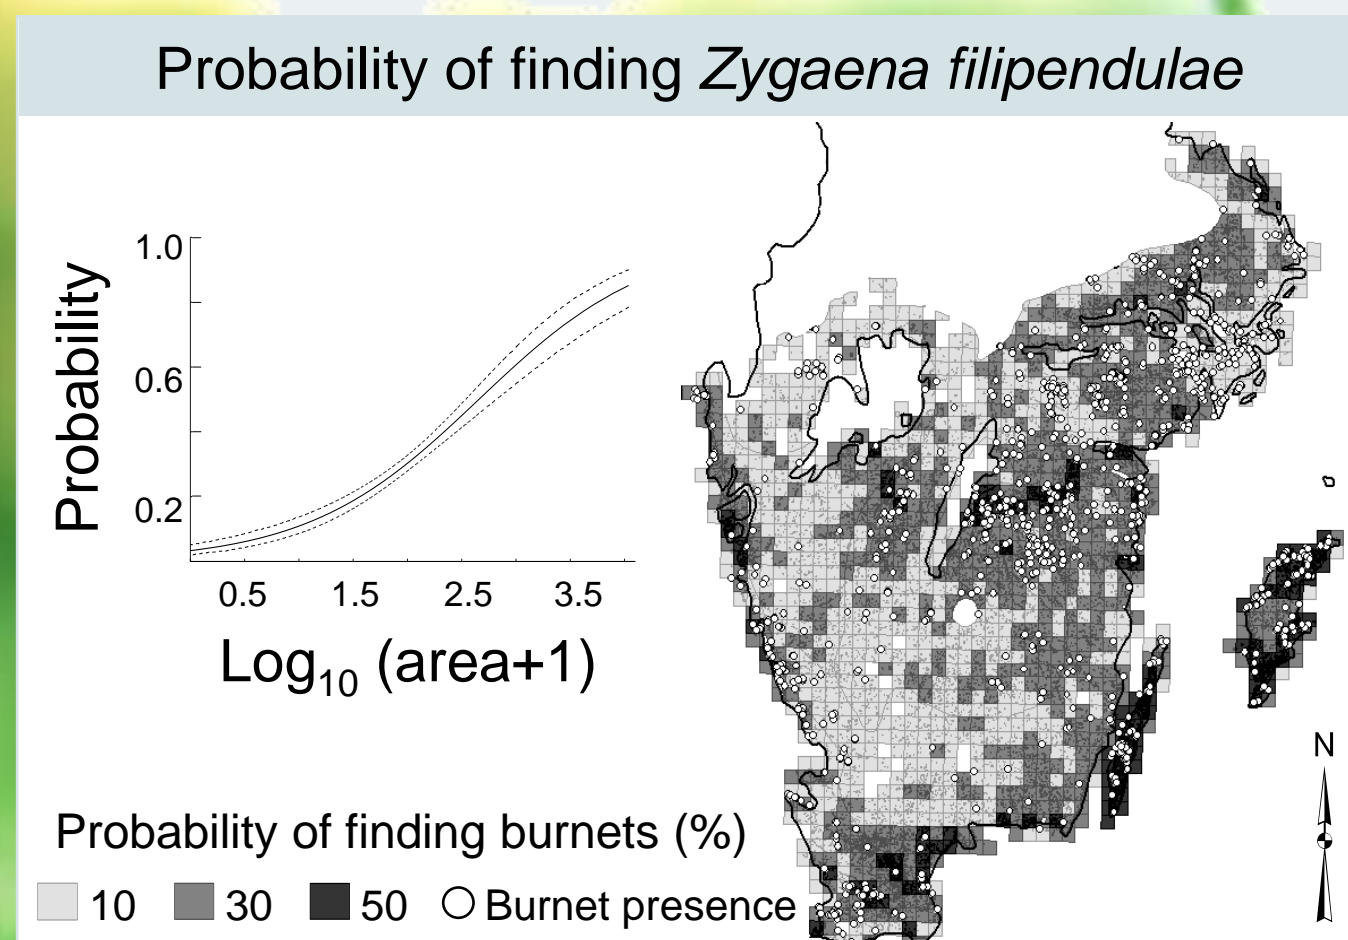 Probability of finding Zygaena filipendulae
1.0
0.6
0.2
Probability
0.5 1.5 2.5 3.5
Log10 (area+1)
N
Probability of finding burnets (%)
10 30 50 Burnet presence